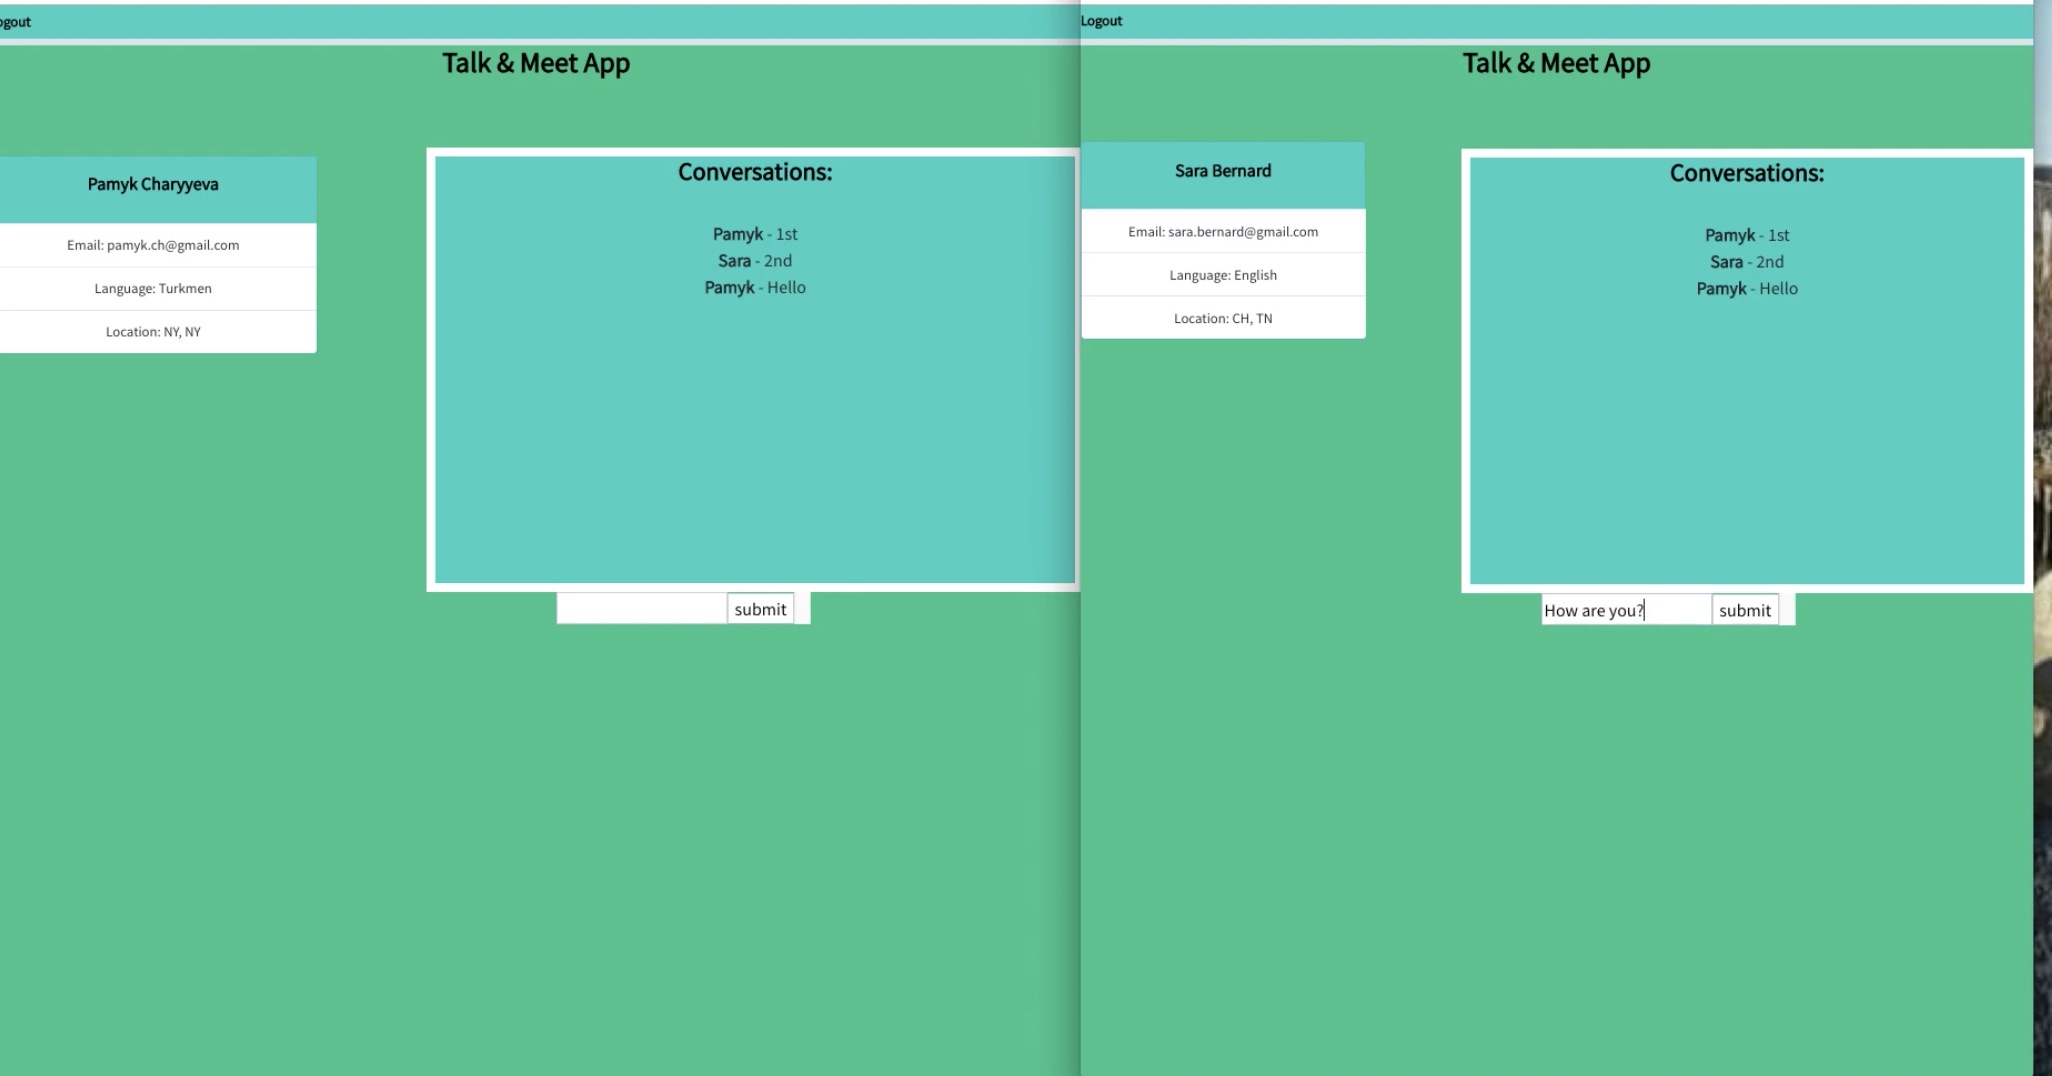 ogout
Talk & Meet App
Pamyk Charyyeva
Email: pamyk.ch@gmail.com
Language: Turkmen
Location: NY, NY
Conversations:
Pamyk - 1st
Sara - 2nd
Pamyk - Hello
submit
Logout
Talk & Meet App
Sara Bernard
Email: sara.bernard@gmail.com
Language: English
Location: CH, TN
Conversations:
Pamyk - 1st
Sara - 2nd
Pamyk - Hello
How are you? submit